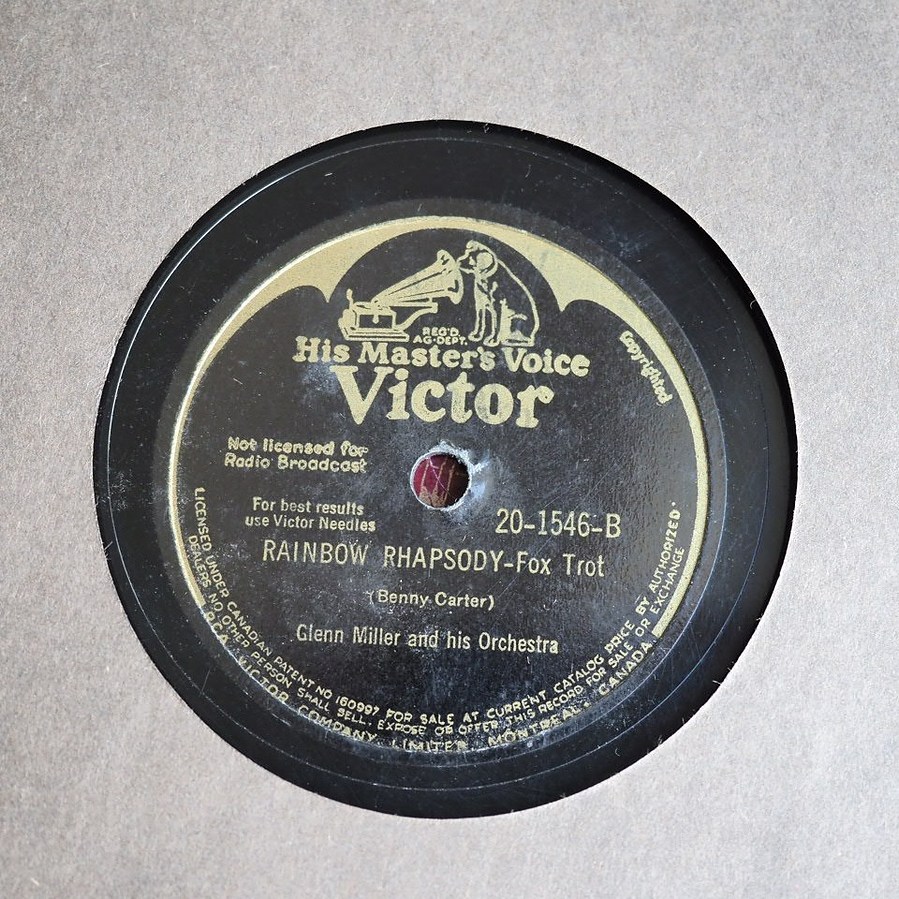 REG'D.
AG. DEPT.
His Master's Voice
Victor
Copyrighted
Not licensed for
Radio Broadcast
For best results
use Victor Needles
20-1546-B
RAINBOW RHAPSODY-Fox Trot
(Benny Carter)
Glenn Miller and his Orchestra
LICENSED UNDER CANADIAN PATENT NO 160997 FOR SALE AT CURRENT CATALOG PRICE BY AUTHORIZED
DEALERS. NO OTHER PERSON SHALL SELL, EXPOSE OR OFFER THIS RECORD FOR SALE OR EXCHANGE
RCA VICTOR COMPANY LIMITED MONTREAL, CANADA